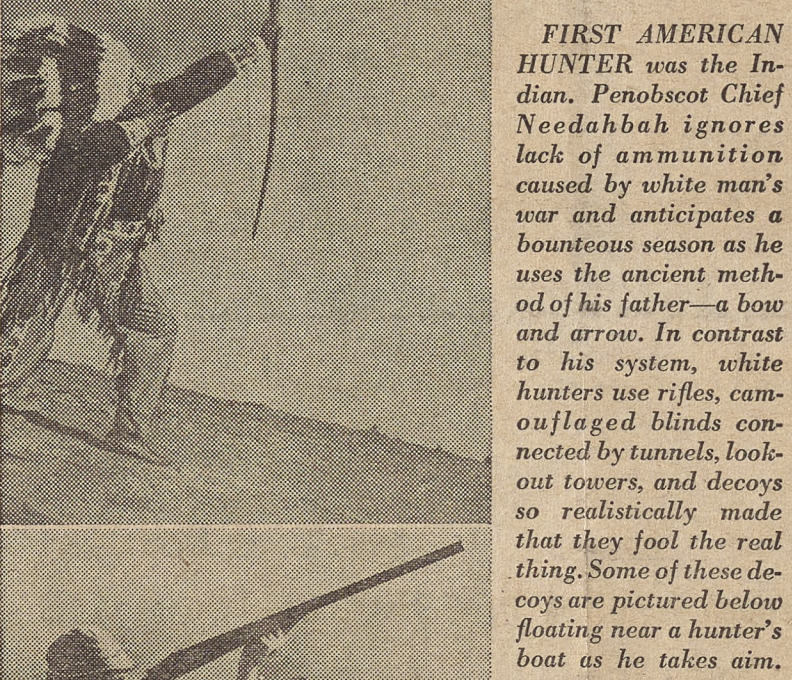 FIRST AMERICAN
HUNTER was the In-
dian. Penobscot Chief
Needahbah ignores
lack of ammunition
caused by white man's
war and anticipates a
bounteous season as he
uses the ancient meth-
od of his father—a bow
and arrow. In contrast
to his system, white
hunters use rifles, cam-
ouflaged blinds con-
nected by tunnels, look-
out towers, and decoys
so realistically made
that they fool the real
thing. Some of these de-
coys are pictured below
floating near a hunter's
boat as he takes aim.